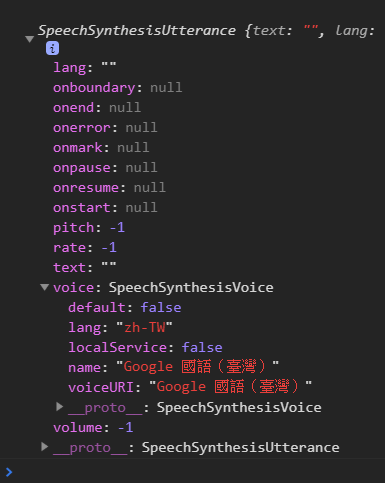 ▼ SpeechSynthesisUtterance {text: "", lang:
i
lang: ""
onboundary: null
onend: null
onerror: null
onmark: null
onpause: null
onresume: null
onstart: null
pitch: -1
rate: -1
text: ""
▼ voice: SpeechSynthesisVoice
default: false
lang: "zh-TW"
localService: false
name: "Google 國語（臺灣）"
voiceURI: "Google 國語（臺灣）"
▶ __proto__: SpeechSynthesisVoice
volume: -1
▶ __proto__: SpeechSynthesisUtterance
>